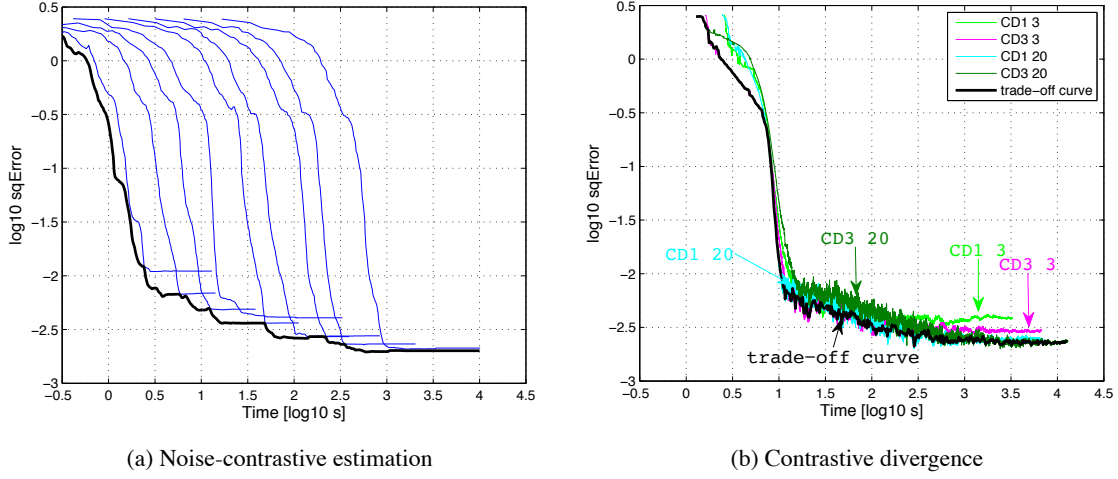 0.5
0
−0.5
−1
−1.5
−2
−2.5
−3
log10 sqError
−0.5 0 0.5 1 1.5 2 2.5 3 3.5 4 4.5
Time [log10 s]
(a) Noise-contrastive estimation
0.5
0
−0.5
−1
−1.5
−2
−2.5
−3
log10 sqError
CD1 3
CD3 3
CD1 20
CD3 20
trade-off curve
CD3 20
CD1 20
CD1 3
CD3 3
trade-off curve
−0.5 0 0.5 1 1.5 2 2.5 3 3.5 4 4.5
Time [log10 s]
(b) Contrastive divergence